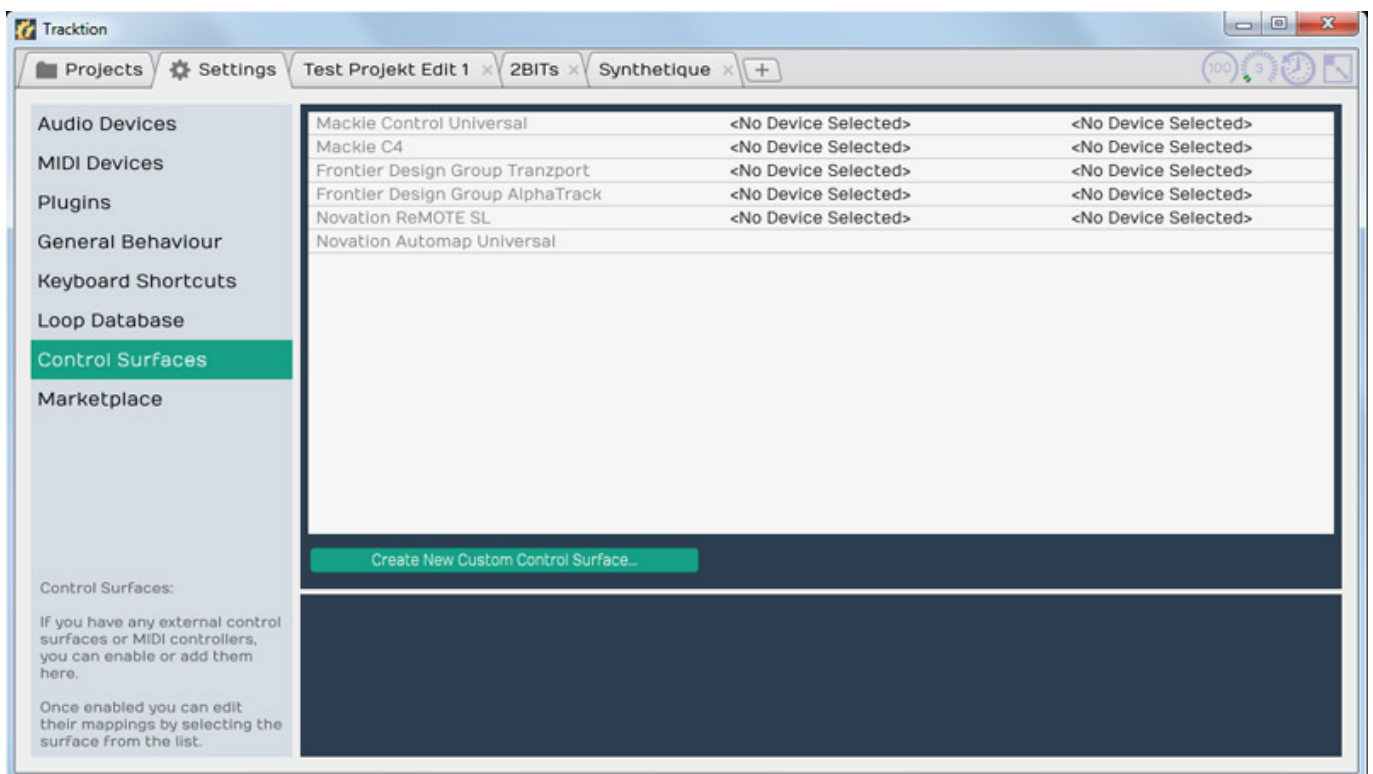 Tracktion
Projects Settings Test Projekt Edit 1 2BITs Synthetique 100 3
Audio Devices
MIDI Devices
Plugins
General Behaviour
Keyboard Shortcuts
Loop Database
Control Surfaces
Marketplace
Mackie Control Universal <No Device Selected> <No Device Selected>
Mackie C4 <No Device Selected> <No Device Selected>
Frontier Design Group Tranzport <No Device Selected> <No Device Selected>
Frontier Design Group AlphaTrack <No Device Selected> <No Device Selected>
Novation ReMOTE SL <No Device Selected> <No Device Selected>
Novation Automap Universal
Create New Custom Control Surface...
Control Surfaces:
If you have any external control
surfaces or MIDI controllers,
you can enable or add them
here.
Once enabled you can edit
their mappings by selecting the
surface from the list.